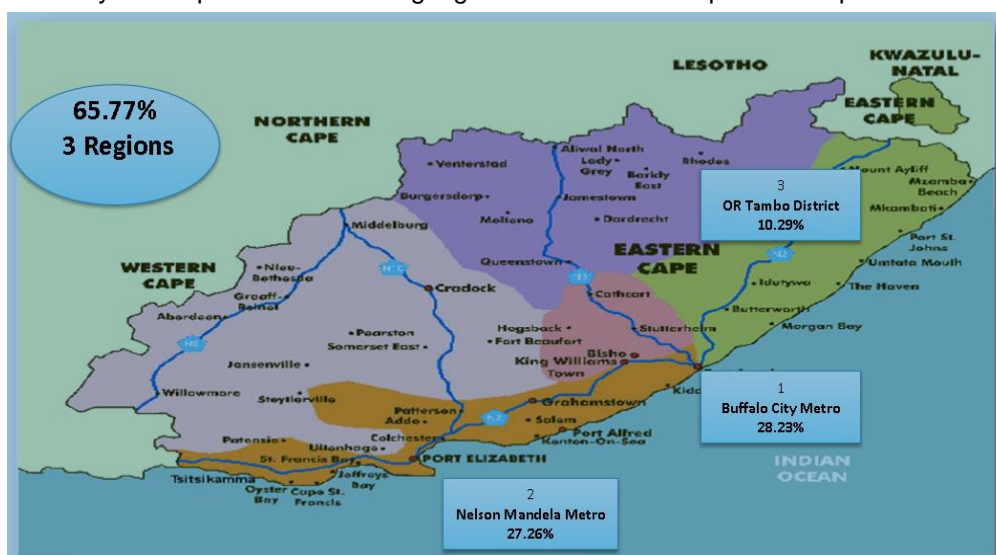 65.77%
3 Regions
LESOTHO
KWAZULU-
NATAL
EASTERN
CAPE
NORTHERN
CAPE
Venterstad
Aliwal North
Lady
Grey
Rhodes
Barkly
East
Mount Ayliff
Mzamba
Beach
Burgersdorp
Jamestown
3
OR Tambo District
10.29%
Mkambati
Molteno
Dordrecht
Middelburg
Port St.
Johns
EASTERN
CAPE
N2
WESTERN
CAPE
Nieu-
Bethesda
N10
Queenstown
Umtata Mouth
Idutywa
The Haven
Cradock
Cathcart
Graaff-
Reinet
Butterworth
Aberdeen
Pearston
Hogsback
Stutterheim
Morgan Bay
Somerset East
Fort Beaufort
Bisho
King Williams
Town
Jansenville
1
Buffalo City Metro
28.23%
Willowmore
Steytlerville
Grahamstown
Patterson
Addo
Salem
Port Alfred
Kenton-On-Sea
Patensie
Uitenhage
Colchester
INDIAN
OCEAN
St. Francis Bay
PORT ELIZABETH
Tsitsikamma
Jeffreys
Bay
Oyster
Bay
Cape St.
Francis
2
Nelson Mandela Metro
27.26%